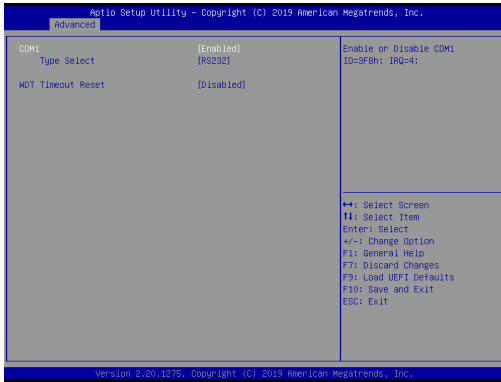 Aptio Setup Utility – Copyright (C) 2019 American Megatrends, Inc.
Advanced
COM1 [Enabled]
Type Select [RS232]
WDT Timeout Reset [Disabled]
Enable or Disable COM1
IO=3F8h; IRQ=4;
↔: Select Screen
↑↓: Select Item
Enter: Select
+/-: Change Option
F1: General Help
F7: Discard Changes
F9: Load UEFI Defaults
F10: Save and Exit
ESC: Exit
Version 2.20.1275. Copyright (C) 2019 American Megatrends, Inc.